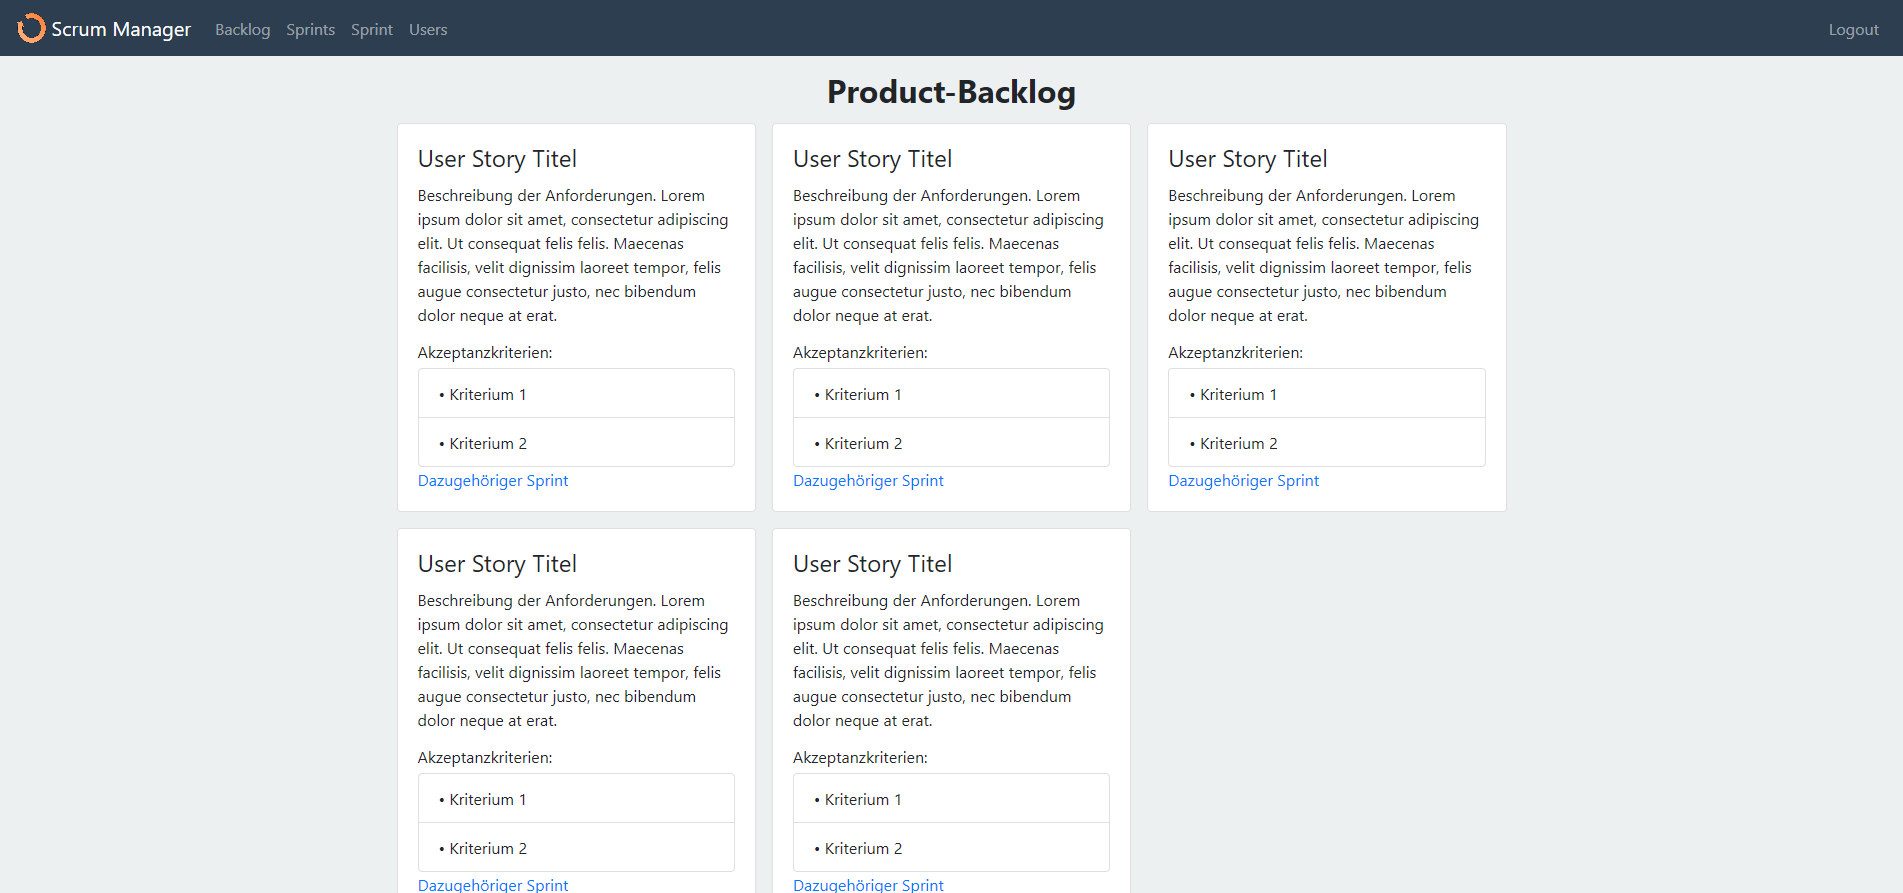 Scrum Manager Backlog Sprints Sprint Users Logout
Product-Backlog
User Story Titel
Beschreibung der Anforderungen. Lorem
ipsum dolor sit amet, consectetur adipiscing
elit. Ut consequat felis felis. Maecenas
facilisis, velit dignissim laoreet tempor, felis
augue consectetur justo, nec bibendum
dolor neque at erat.
Akzeptanzkriterien:
• Kriterium 1
• Kriterium 2
Dazugehöriger Sprint
User Story Titel
Beschreibung der Anforderungen. Lorem
ipsum dolor sit amet, consectetur adipiscing
elit. Ut consequat felis felis. Maecenas
facilisis, velit dignissim laoreet tempor, felis
augue consectetur justo, nec bibendum
dolor neque at erat.
Akzeptanzkriterien:
• Kriterium 1
• Kriterium 2
Dazugehöriger Sprint
User Story Titel
Beschreibung der Anforderungen. Lorem
ipsum dolor sit amet, consectetur adipiscing
elit. Ut consequat felis felis. Maecenas
facilisis, velit dignissim laoreet tempor, felis
augue consectetur justo, nec bibendum
dolor neque at erat.
Akzeptanzkriterien:
• Kriterium 1
• Kriterium 2
Dazugehöriger Sprint
User Story Titel
Beschreibung der Anforderungen. Lorem
ipsum dolor sit amet, consectetur adipiscing
elit. Ut consequat felis felis. Maecenas
facilisis, velit dignissim laoreet tempor, felis
augue consectetur justo, nec bibendum
dolor neque at erat.
Akzeptanzkriterien:
• Kriterium 1
• Kriterium 2
Dazugehöriger Sprint
User Story Titel
Beschreibung der Anforderungen. Lorem
ipsum dolor sit amet, consectetur adipiscing
elit. Ut consequat felis felis. Maecenas
facilisis, velit dignissim laoreet tempor, felis
augue consectetur justo, nec bibendum
dolor neque at erat.
Akzeptanzkriterien:
• Kriterium 1
• Kriterium 2
Dazugehöriger Sprint